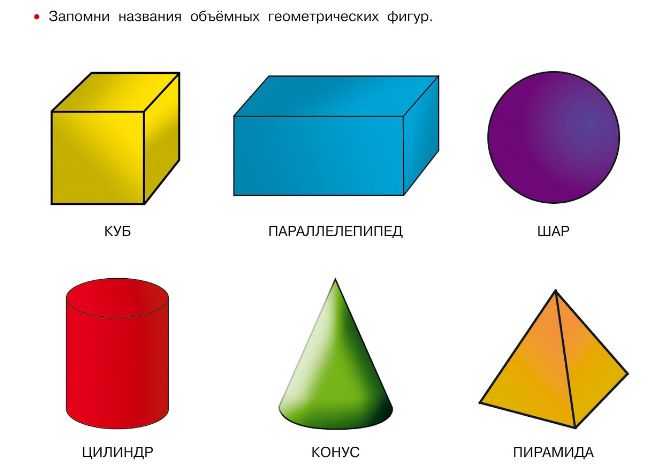 • Запомни названия объёмных геометрических фигур.
КУБ ПАРАЛЛЕЛЕПИПЕД ШАР
ЦИЛИНДР КОНУС ПИРАМИДА